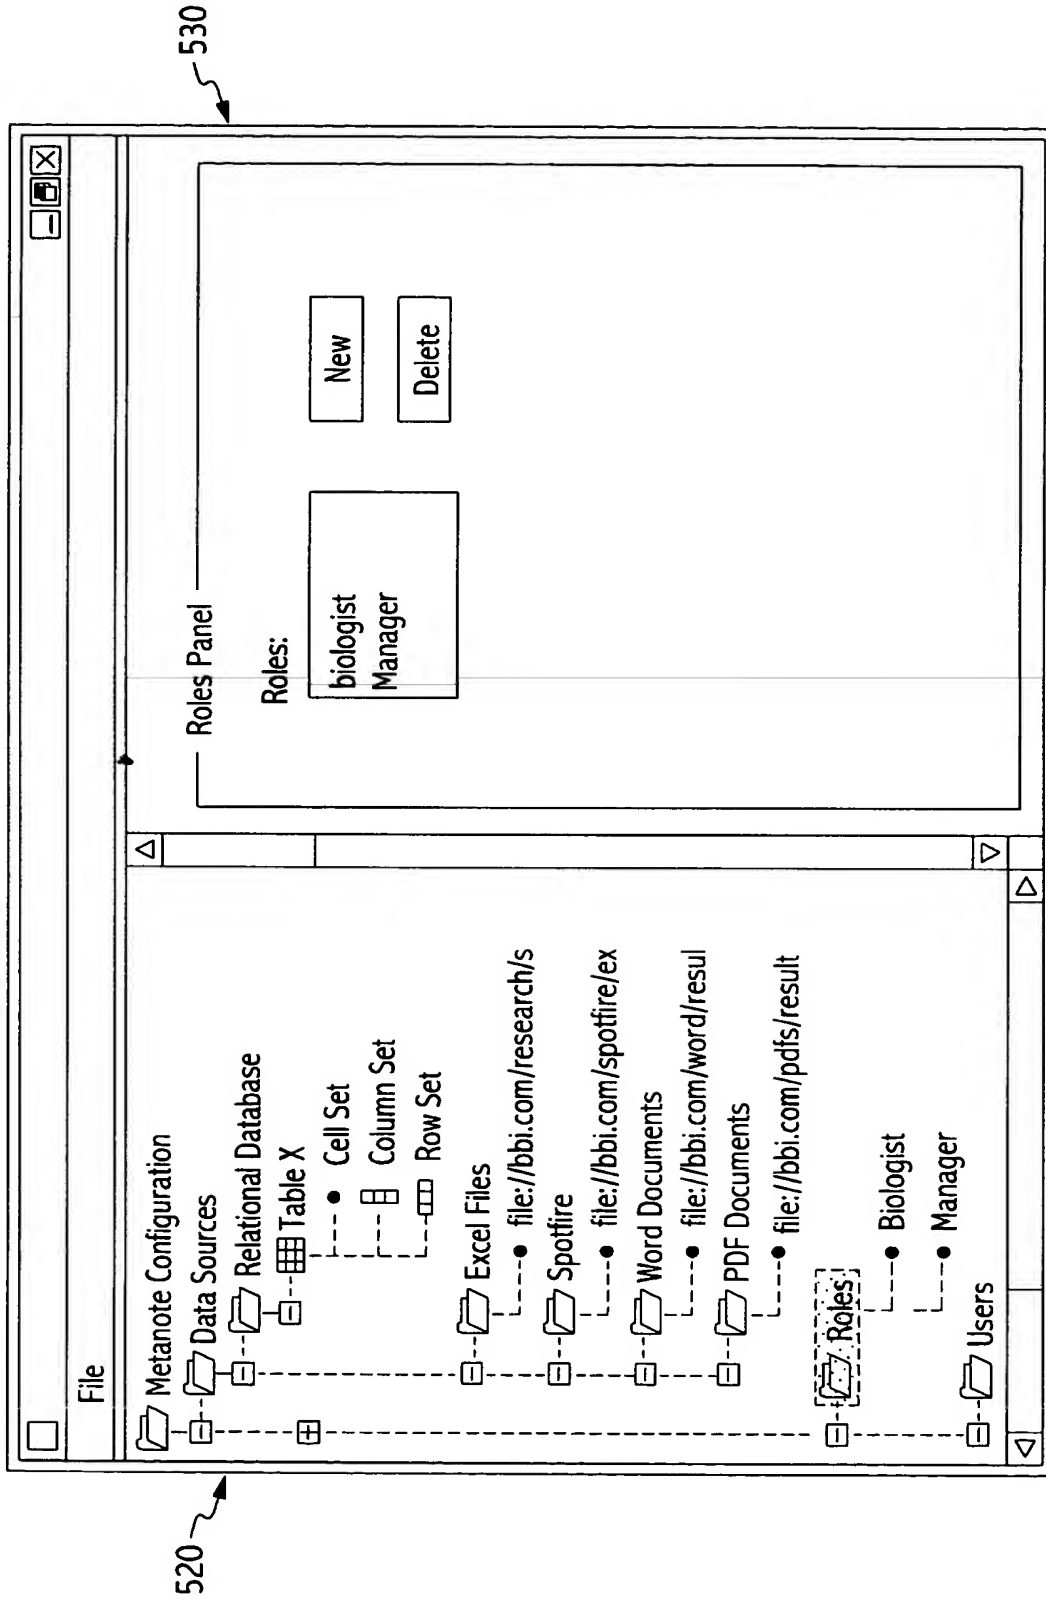 530
520
File
Metanote Configuration
Data Sources
Relational Database
Table X
Cell Set
Column Set
Row Set
Excel Files
file://bbi.com/research/s
Spotfire
file://bbi.com/spotfire/ex
Word Documents
file://bbi.com/word/resul
PDF Documents
file://bbi.com/pdfs/result
Roles
Biologist
Manager
Users
Roles Panel
Roles:
biologist
Manager
New
Delete